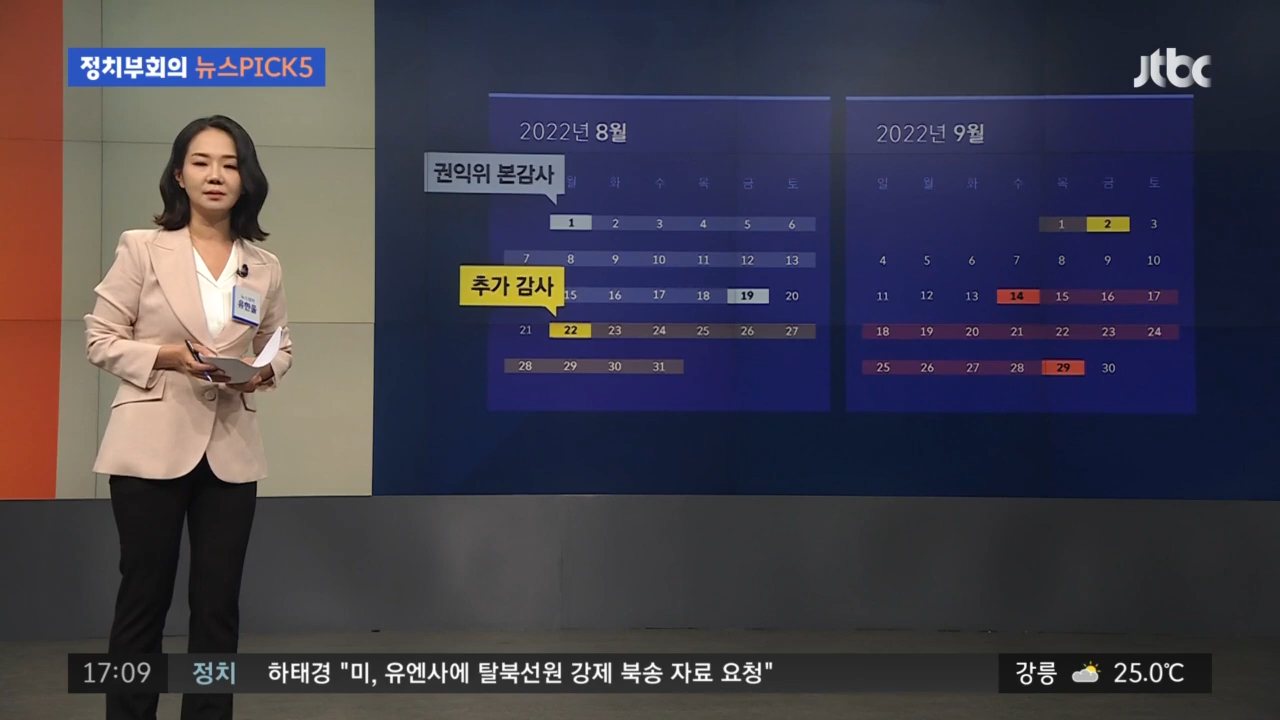 정치부회의 뉴스PICK5
jtbc
2022년 8월
2022년 9월
권익위 본감사
월 화 수 목 금 토
일 월 화 수 목 금 토
1 2 3 4 5 6
1 2 3
7 8 9 10 11 12 13
4 5 6 7 8 9 10
추가 감사
15 16 17 18 19 20
11 12 13 14 15 16 17
21 22 23 24 25 26 27
18 19 20 21 22 23 24
28 29 30 31
25 26 27 28 29 30
유한울
17:09 정치 하태경 "미, 유엔사에 탈북선원 강제 북송 자료 요청" 강릉 25.0℃